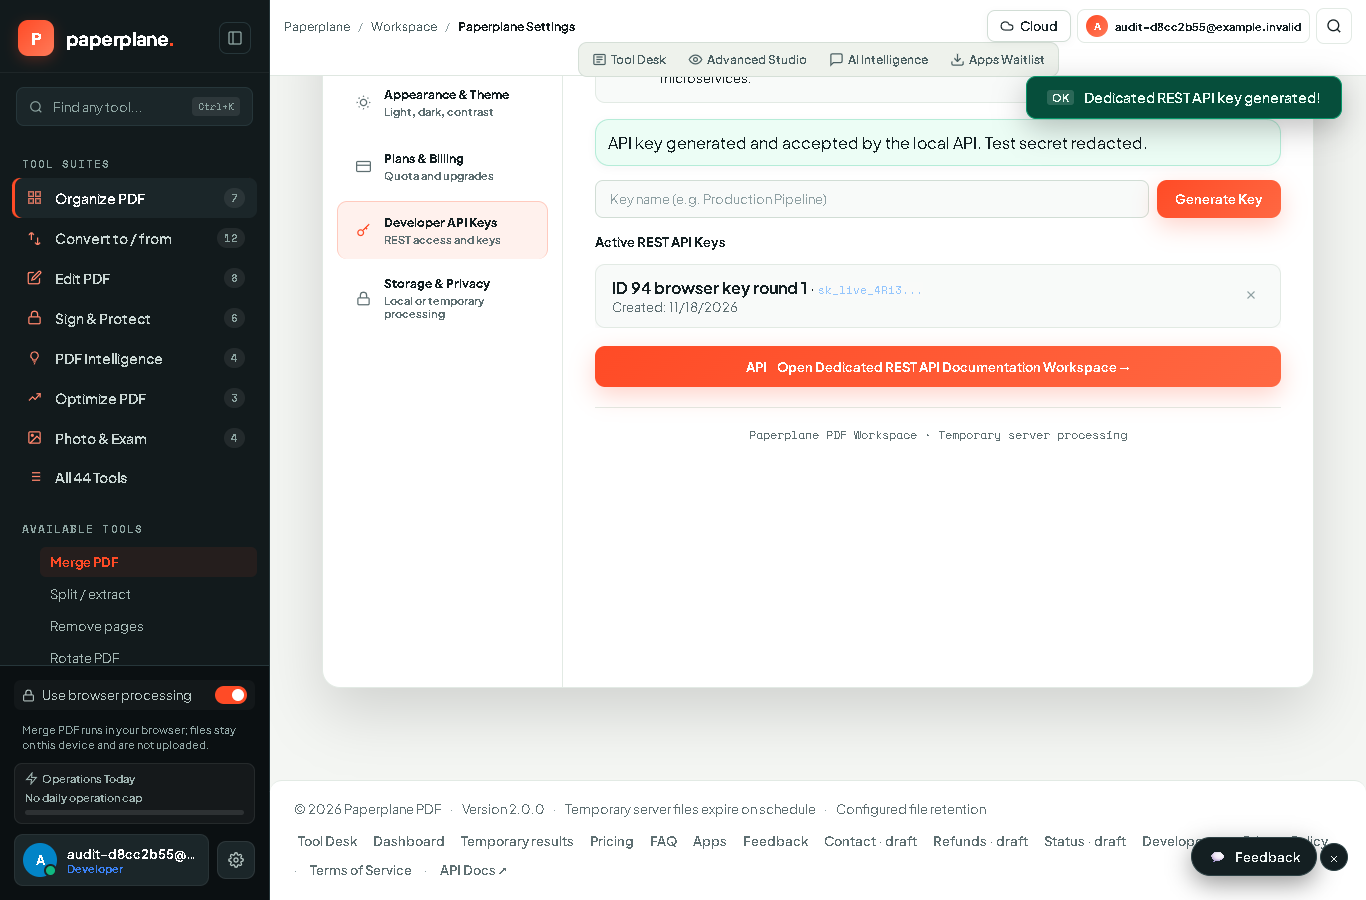 P paperplane.
Find any tool... Ctrl+K
TOOL SUITES
Organize PDF 7
Convert to / from 12
Edit PDF 8
Sign & Protect 6
PDF Intelligence 4
Optimize PDF 3
Photo & Exam 4
All 44 Tools
AVAILABLE TOOLS
Merge PDF
Split / extract
Remove pages
Rotate PDF
Use browser processing
Merge PDF runs in your browser; files stay
on this device and are not uploaded.
Operations Today
No daily operation cap
A audit-d8cc2b55@...
Developer
Paperplane / Workspace / Paperplane Settings
Cloud
A audit-d8cc2b55@example.invalid
Tool Desk Advanced Studio AI Intelligence Apps Waitlist
OK Dedicated REST API key generated!
Appearance & Theme
Light, dark, contrast
Plans & Billing
Quota and upgrades
Developer API Keys
REST access and keys
Storage & Privacy
Local or temporary
processing
microservices.
API key generated and accepted by the local API. Test secret redacted.
Key name (e.g. Production Pipeline) Generate Key
Active REST API Keys
ID 94 browser key round 1 · sk_live_4Ri3... ×
Created: 11/18/2026
API Open Dedicated REST API Documentation Workspace →
Paperplane PDF Workspace · Temporary server processing
© 2026 Paperplane PDF · Version 2.0.0 · Temporary server files expire on schedule · Configured file retention
Tool Desk Dashboard Temporary results Pricing FAQ Apps Feedback Contact · draft Refunds · draft Status · draft
· Terms of Service · API Docs ↗
Feedback ×